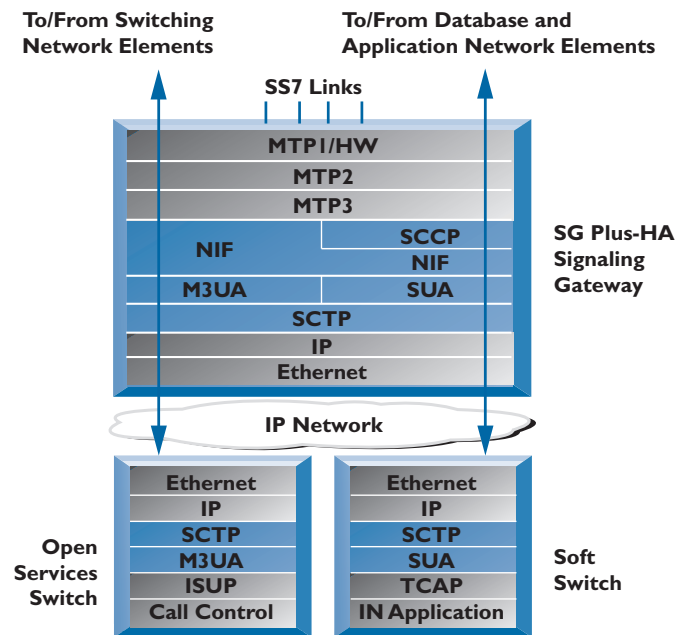 To/From Switching
Network Elements
To/From Database and
Application Network Elements
SS7 Links
MTP1/HW
MTP2
MTP3
NIF
SCCP
NIF
M3UA
SUA
SCTP
IP
Ethernet
SG Plus-HA
Signaling
Gateway
IP Network
Open
Services
Switch
Ethernet
IP
SCTP
M3UA
ISUP
Call Control
Ethernet
IP
SCTP
SUA
TCAP
IN Application
Soft
Switch